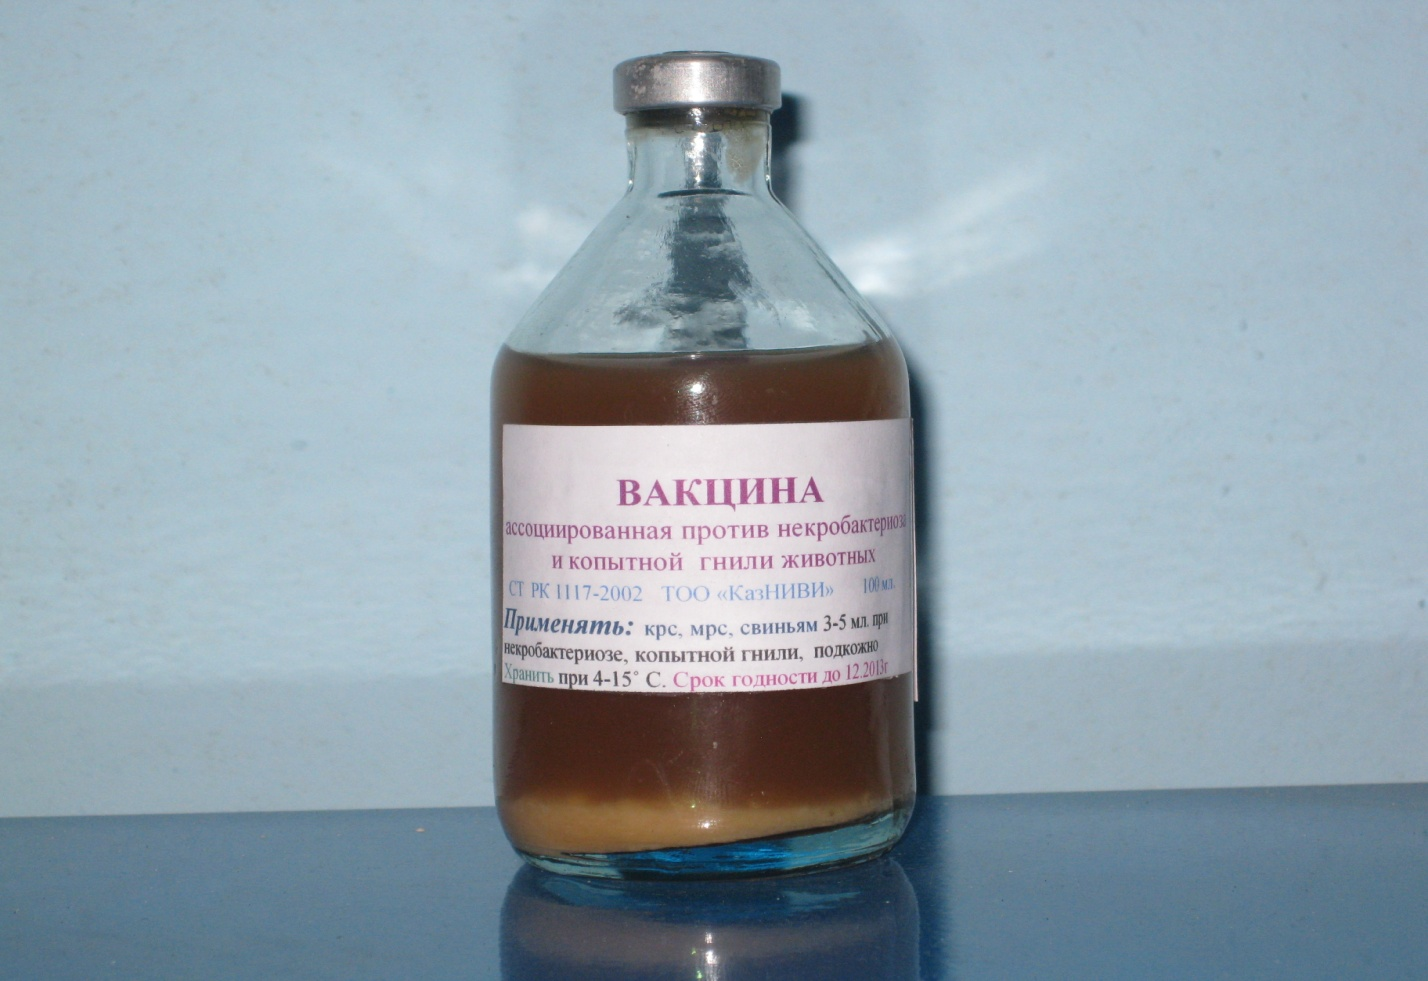 ВАКЦИНА
ассоциированная против некробактериоза
и копытной гнили животных
СТ РК 1117-2002 ТОО «КазНИВИ» 100 мл.
Применять: крс, мрс, свиньям 3-5 мл. при
некробактериозе, копытной гнили, подкожно
Хранить при 4-15° С. Срок годности до 12.2013г